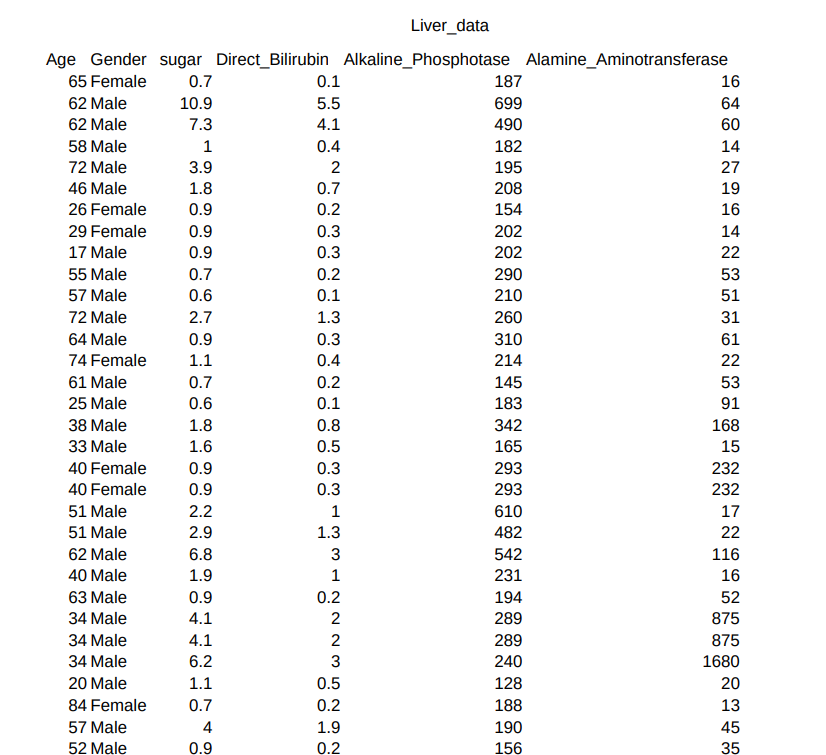 Liver_data
Age Gender sugar Direct_Bilirubin Alkaline_Phosphotase Alamine_Aminotransferase
65 Female 0.7 0.1 187 16
62 Male 10.9 5.5 699 64
62 Male 7.3 4.1 490 60
58 Male 1 0.4 182 14
72 Male 3.9 2 195 27
46 Male 1.8 0.7 208 19
26 Female 0.9 0.2 154 16
29 Female 0.9 0.3 202 14
17 Male 0.9 0.3 202 22
55 Male 0.7 0.2 290 53
57 Male 0.6 0.1 210 51
72 Male 2.7 1.3 260 31
64 Male 0.9 0.3 310 61
74 Female 1.1 0.4 214 22
61 Male 0.7 0.2 145 53
25 Male 0.6 0.1 183 91
38 Male 1.8 0.8 342 168
33 Male 1.6 0.5 165 15
40 Female 0.9 0.3 293 232
40 Female 0.9 0.3 293 232
51 Male 2.2 1 610 17
51 Male 2.9 1.3 482 22
62 Male 6.8 3 542 116
40 Male 1.9 1 231 16
63 Male 0.9 0.2 194 52
34 Male 4.1 2 289 875
34 Male 4.1 2 289 875
34 Male 6.2 3 240 1680
20 Male 1.1 0.5 128 20
84 Female 0.7 0.2 188 13
57 Male 4 1.9 190 45
52 Male 0.9 0.2 156 35